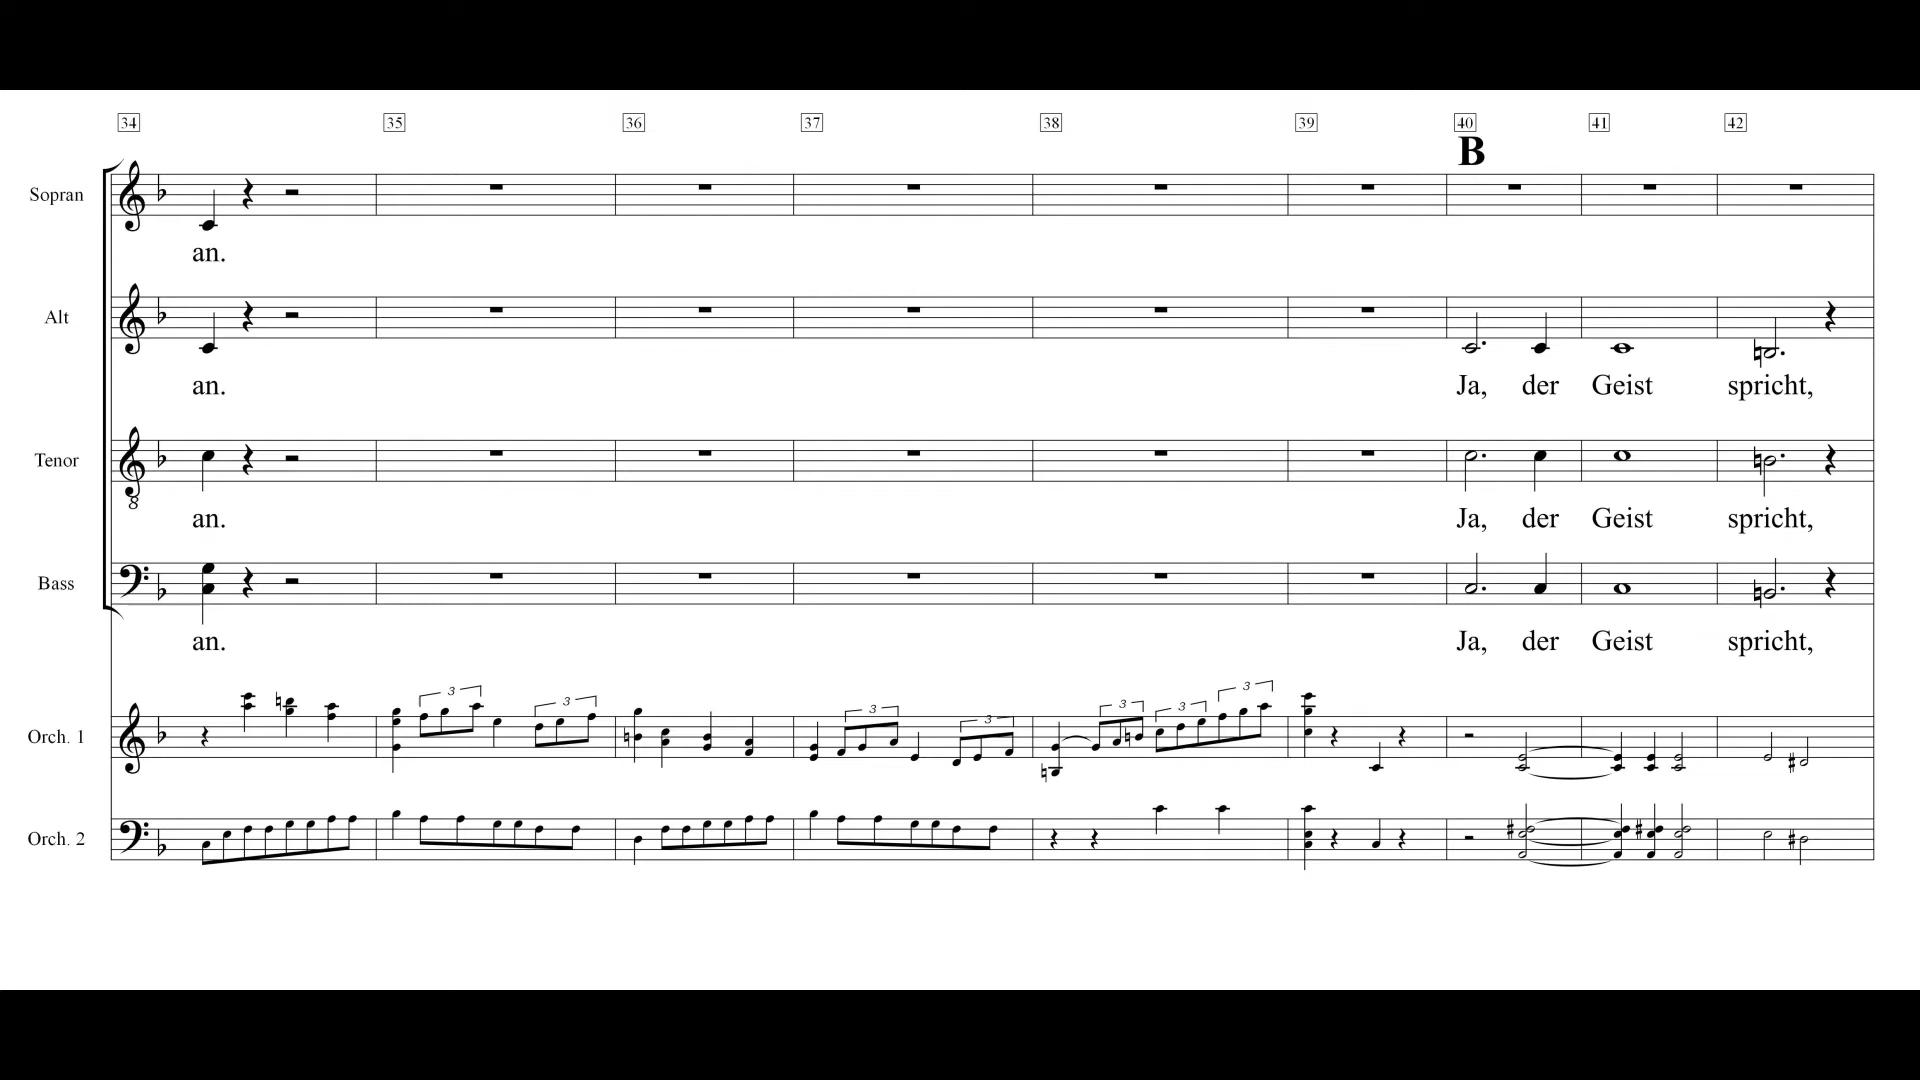 34 35 36 37 38 39 40 41 42
B
Sopran
an.
Alt
an. Ja, der Geist spricht,
Tenor
8
an. Ja, der Geist spricht,
Bass
an. Ja, der Geist spricht,
3 3 3 3 3 3 3
Orch. 1
Orch. 2